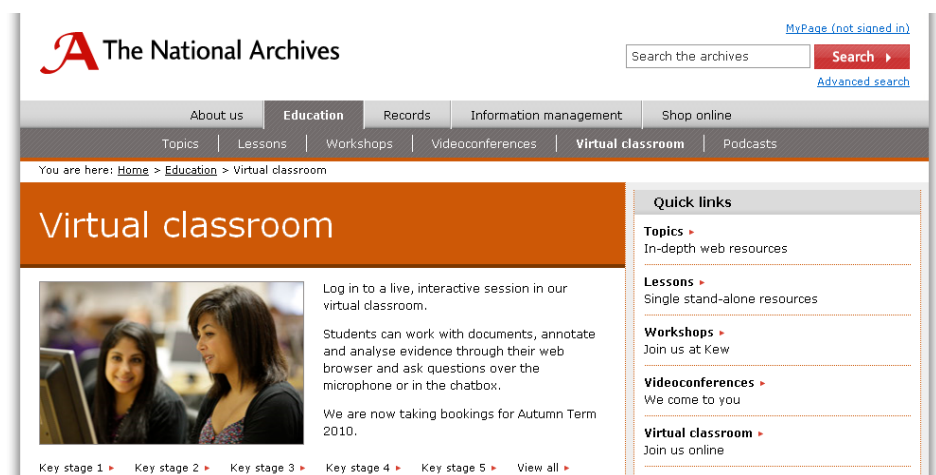 MyPage (not signed in)
The National Archives
Search the archives
Search
Advanced search
About us Education Records Information management Shop online
Topics Lessons Workshops Videoconferences Virtual classroom Podcasts
You are here: Home > Education > Virtual classroom
Virtual classroom
Log in to a live, interactive session in our
virtual classroom.
Students can work with documents, annotate
and analyse evidence through their web
browser and ask questions over the
microphone or in the chatbox.
We are now taking bookings for Autumn Term
2010.
Key stage 1 Key stage 2 Key stage 3 Key stage 4 Key stage 5 View all
Quick links
Topics
In-depth web resources
Lessons
Single stand-alone resources
Workshops
Join us at Kew
Videoconferences
We come to you
Virtual classroom
Join us online